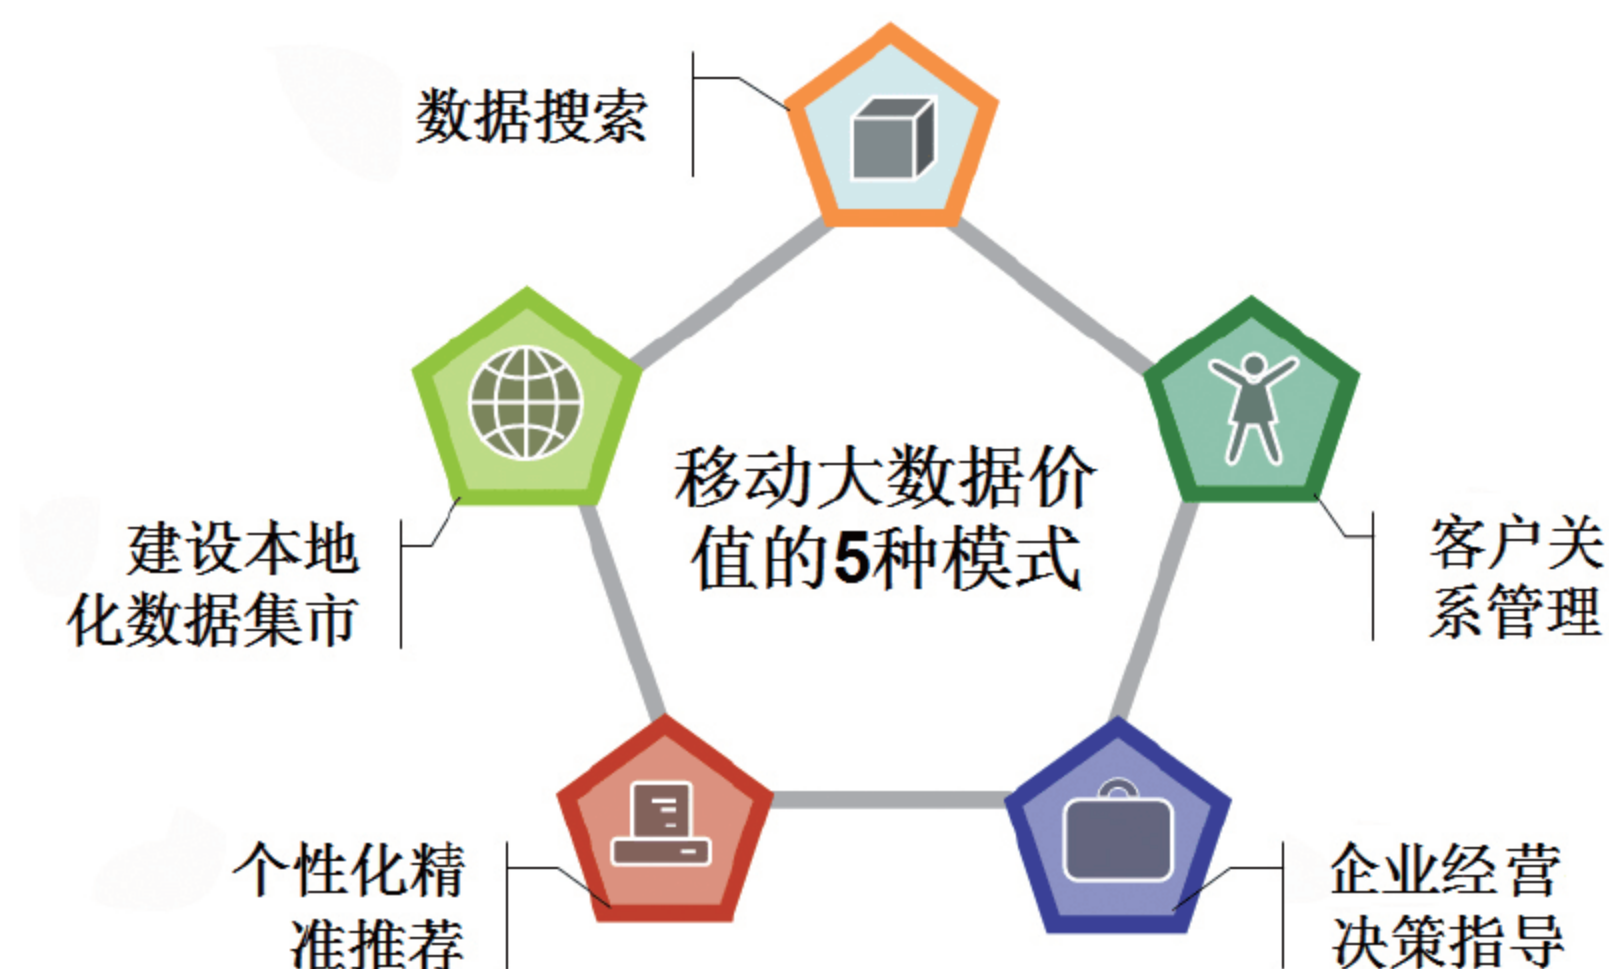 数据搜索
移动大数据价
值的5种模式
建设本地
化数据集市
客户关
系管理
个性化精
准推荐
企业经营
决策指导